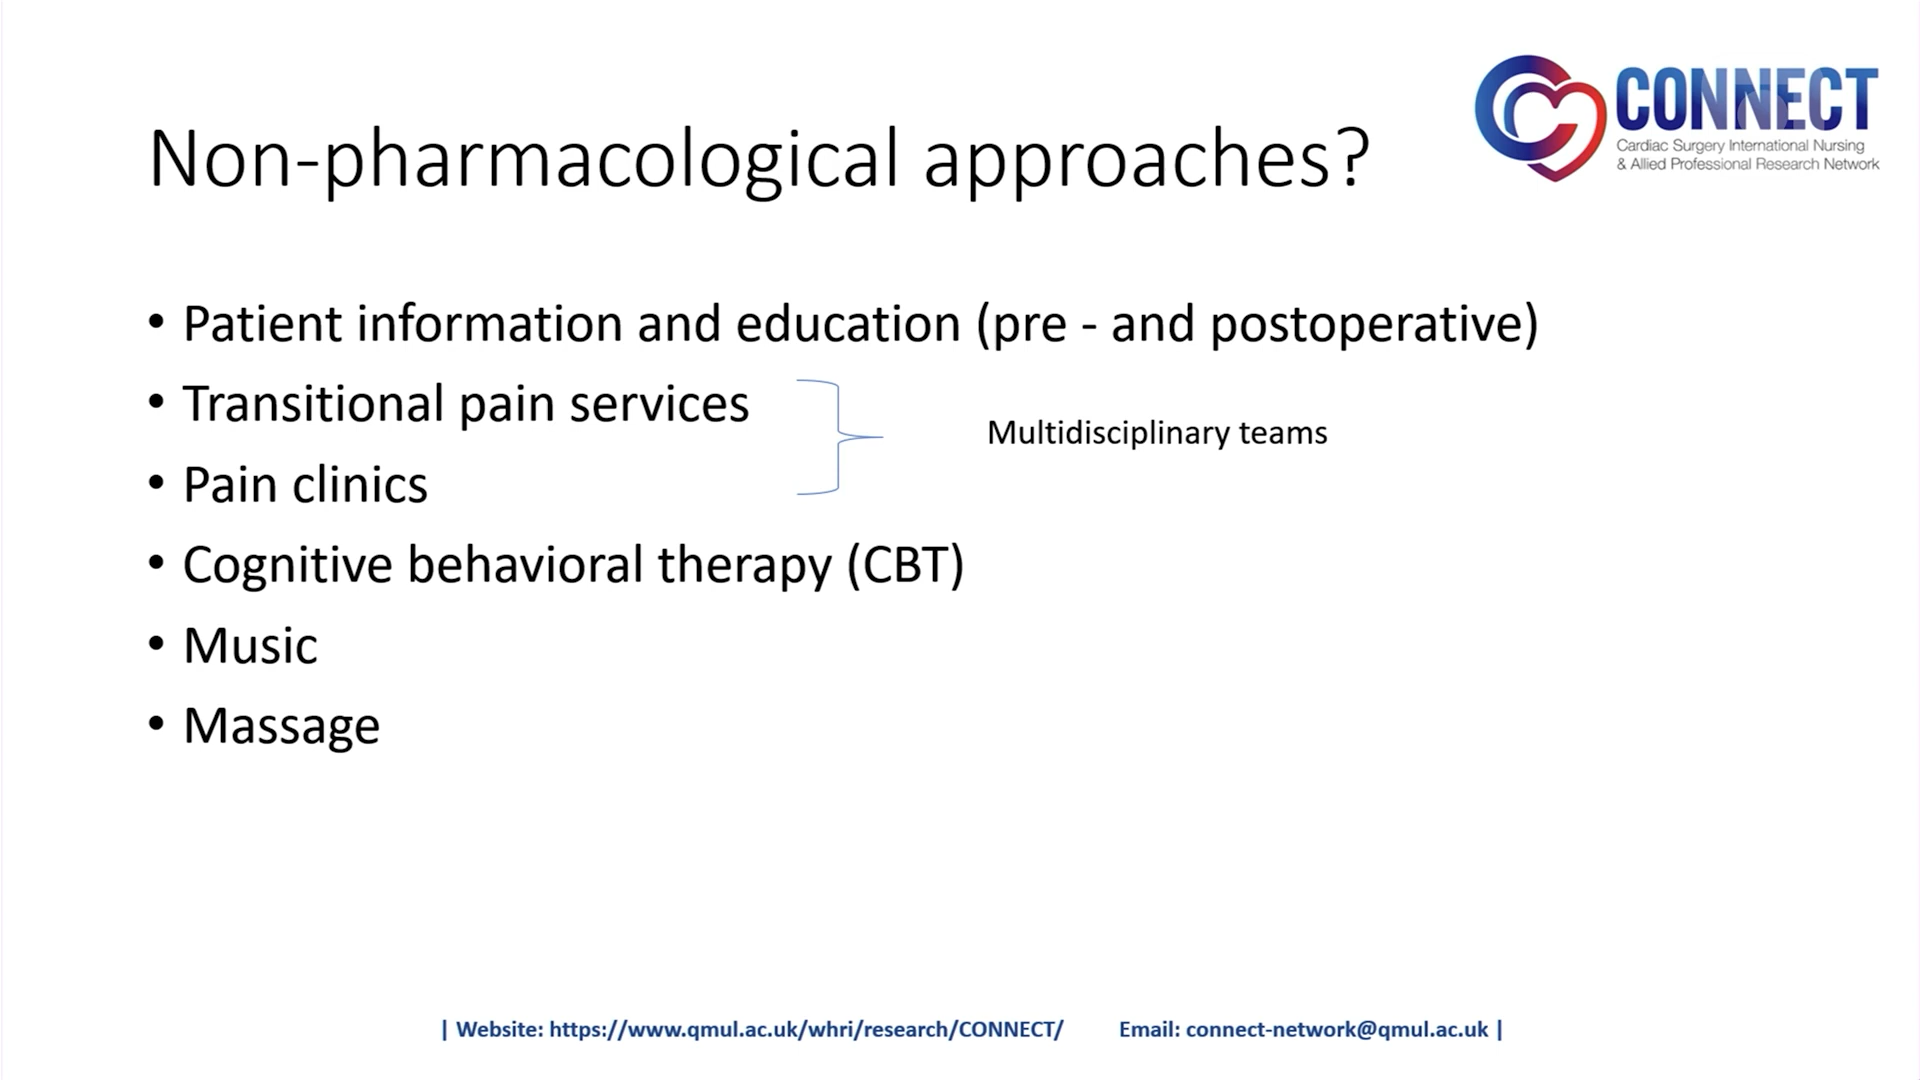 CONNECT
Cardiac Surgery International Nursing
& Allied Professional Research Network
Non-pharmacological approaches?
• Patient information and education (pre - and postoperative)
• Transitional pain services
Multidisciplinary teams
• Pain clinics
• Cognitive behavioral therapy (CBT)
• Music
• Massage
| Website: https://www.qmul.ac.uk/whri/research/CONNECT/ Email: connect-network@qmul.ac.uk |